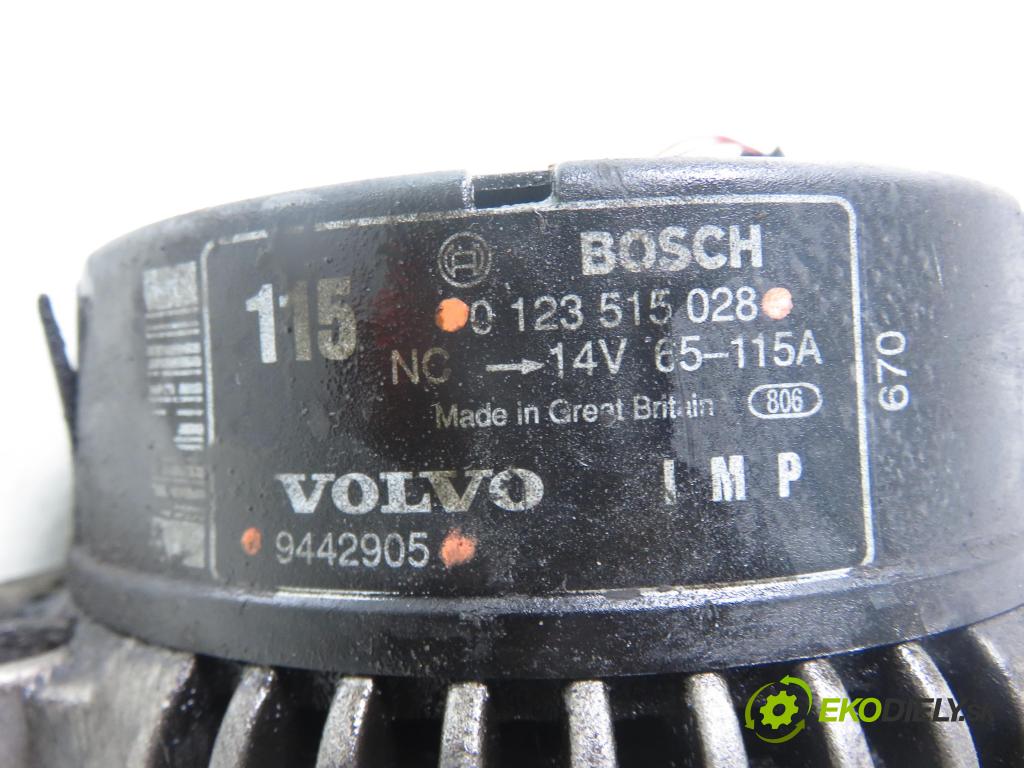 BOSCH
115 0 123 515 028
NC → 14V 65-115A
Made in Great Britain 806
670
VOLVO I M P
9442905
EKODIELY.SK